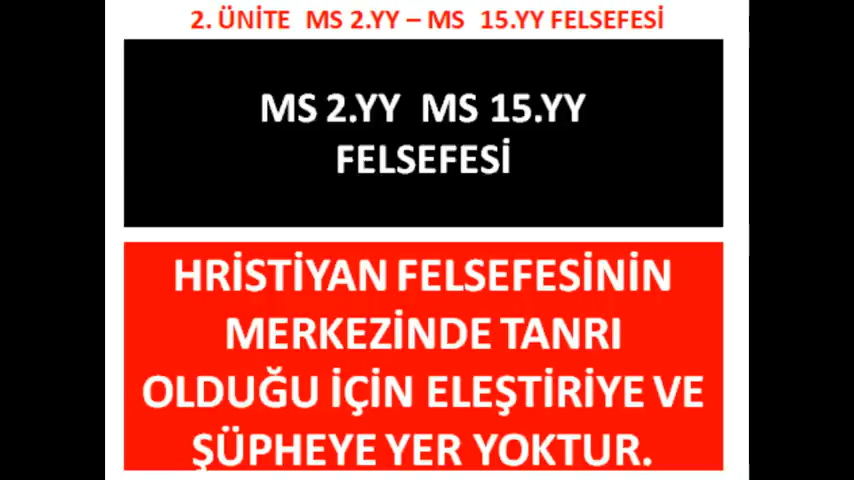 2. ÜNİTE MS 2.YY – MS 15.YY FELSEFESİ
MS 2.YY MS 15.YY
FELSEFESİ
HRİSTİYAN FELSEFESİNİN
MERKEZİNDE TANRI
OLDUĞU İÇİN ELEŞTİRİYE VE
ŞÜPHEYE YER YOKTUR.